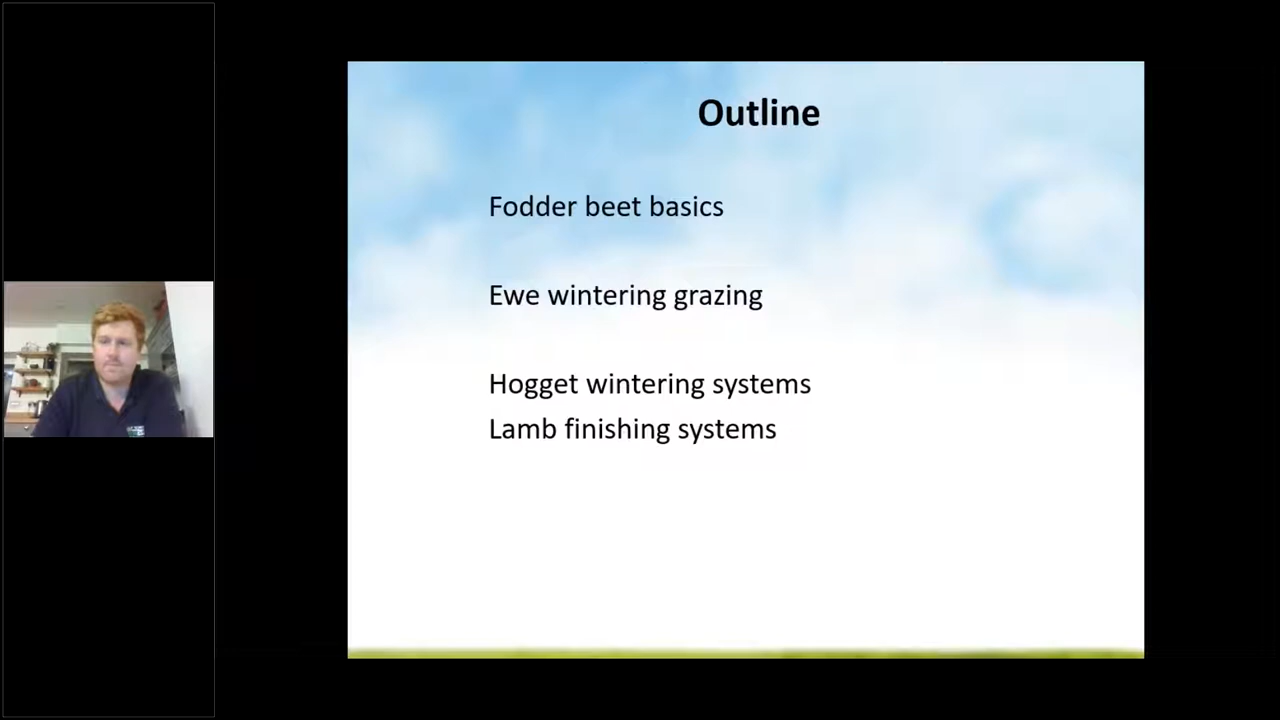 Outline
Fodder beet basics
Ewe wintering grazing
Hogget wintering systems
Lamb finishing systems